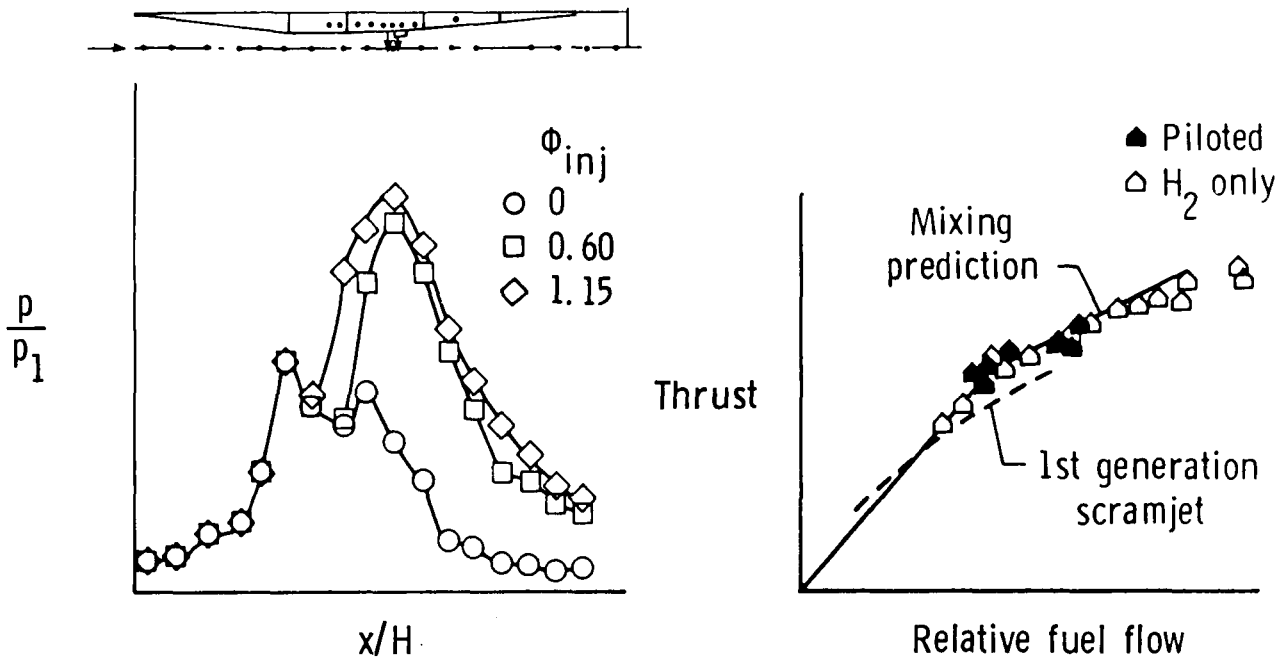 Φinj
0
0.60
1.15
p
p1
x/H
Piloted
H2 only
Mixing
prediction
Thrust
1st generation
scramjet
Relative fuel flow